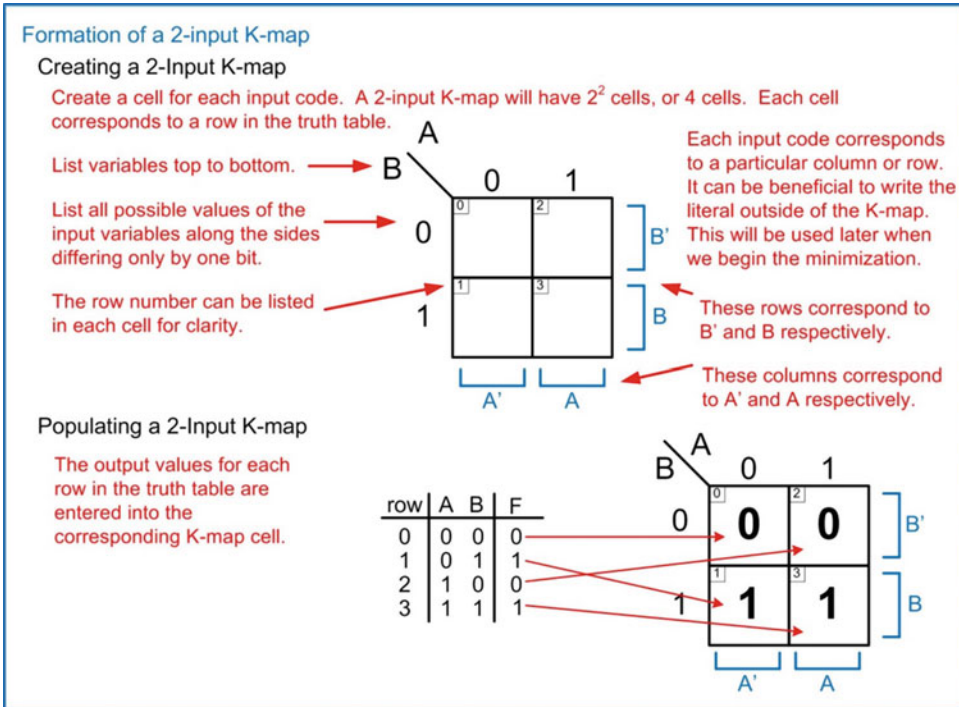 Formation of a 2-input K-map
Creating a 2-Input K-map
Create a cell for each input code. A 2-input K-map will have 2² cells, or 4 cells. Each cell
corresponds to a row in the truth table.
List variables top to bottom.
List all possible values of the
input variables along the sides
differing only by one bit.
The row number can be listed
in each cell for clarity.
A
B
0 1
0 2
0
B'
1 3
1
B
A' A
Each input code corresponds
to a particular column or row.
It can be beneficial to write the
literal outside of the K-map.
This will be used later when
we begin the minimization.
These rows correspond to
B' and B respectively.
These columns correspond
to A' and A respectively.
Populating a 2-Input K-map
The output values for each
row in the truth table are
entered into the
corresponding K-map cell.
row A B F
0 0 0 0
1 0 1 1
2 1 0 0
3 1 1 1
A
B
0 1
0 2
0 0 0
B'
1 3
1 1 1
B
A' A